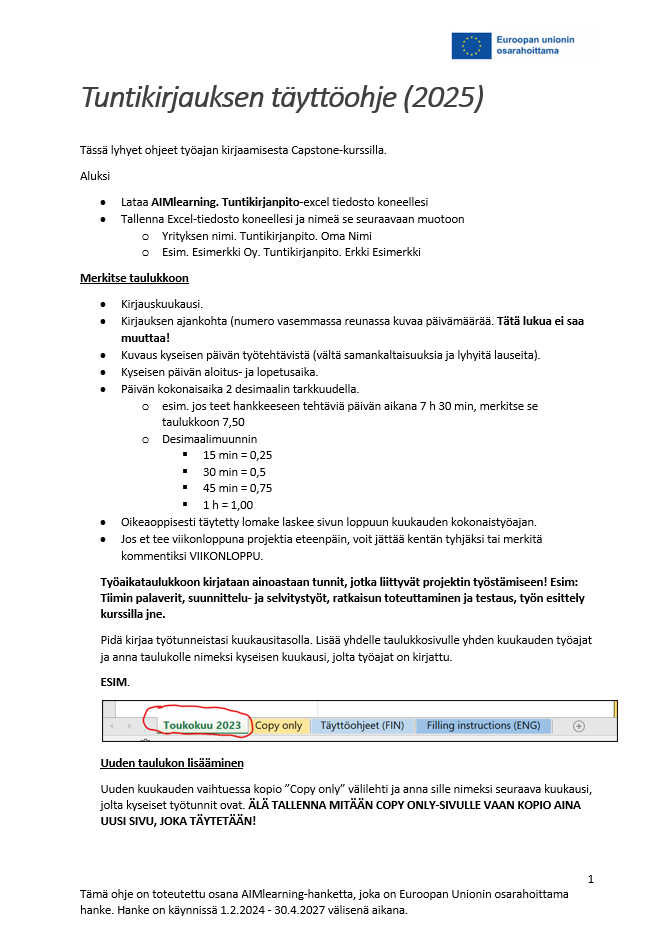 Euroopan unionin
osarahoittama
Tuntikirjauksen täyttöohje (2025)
Tässä lyhyet ohjeet työajan kirjaamisesta Capstone-kurssilla.
Aluksi
• Lataa AIMlearning. Tuntikirjanpito-excel tiedosto koneellesi
• Tallenna Excel-tiedosto koneellesi ja nimeä se seuraavaan muotoon
o Yrityksen nimi. Tuntikirjanpito. Oma Nimi
o Esim. Esimerkki Oy. Tuntikirjanpito. Erkki Esimerkki
Merkitse taulukkoon
• Kirjauskuukausi.
• Kirjauksen ajankohta (numero vasemmassa reunassa kuvaa päivämäärää. Tätä lukua ei saa
muuttaa!
• Kuvaus kyseisen päivän työtehtävistä (vältä samankaltaisuuksia ja lyhyitä lauseita).
• Kyseisen päivän aloitus- ja lopetusaika.
• Päivän kokonaisaika 2 desimaalin tarkkuudella.
o esim. jos teet hankkeeseen tehtäviä päivän aikana 7 h 30 min, merkitse se
taulukkoon 7,50
o Desimaalimuunnin
▪ 15 min = 0,25
▪ 30 min = 0,5
▪ 45 min = 0,75
▪ 1 h = 1,00
• Oikeaoppisesti täytetty lomake laskee sivun loppuun kuukauden kokonaistyöajan.
• Jos et tee viikonloppuna projektia eteenpäin, voit jättää kentän tyhjäksi tai merkitä
kommentiksi VIIKONLOPPU.
Työaikataulukkoon kirjataan ainoastaan tunnit, jotka liittyvät projektin työstämiseen! Esim:
Tiimin palaverit, suunnittelu- ja selvitystyöt, ratkaisun toteuttaminen ja testaus, työn esittely
kurssilla jne.
Pidä kirjaa työtunneistasi kuukausitasolla. Lisää yhdelle taulukkosivulle yhden kuukauden työajat
ja anna taulukolle nimeksi kyseisen kuukausi, jolta työajat on kirjattu.
ESIM.
Toukokuu 2023 Copy only Täyttöohjeet (FIN) Filling instructions (ENG)
Uuden taulukon lisääminen
Uuden kuukauden vaihtuessa kopio ”Copy only” välilehti ja anna sille nimeksi seuraava kuukausi,
jolta kyseiset työtunnit ovat. ÄLÄ TALLENNA MITÄÄN COPY ONLY-SIVULLE VAAN KOPIO AINA
UUSI SIVU, JOKA TÄYTETÄÄN!
1
Tämä ohje on toteutettu osana AIMlearning-hanketta, joka on Euroopan Unionin osarahoittama
hanke. Hanke on käynnissä 1.2.2024 - 30.4.2027 välisenä aikana.